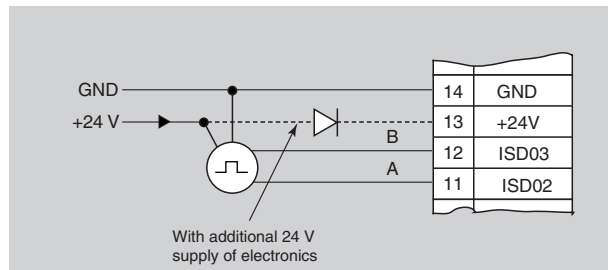 GND
+24 V
B
A
14 GND
13 +24V
12 ISD03
11 ISD02
With additional 24 V
supply of electronics